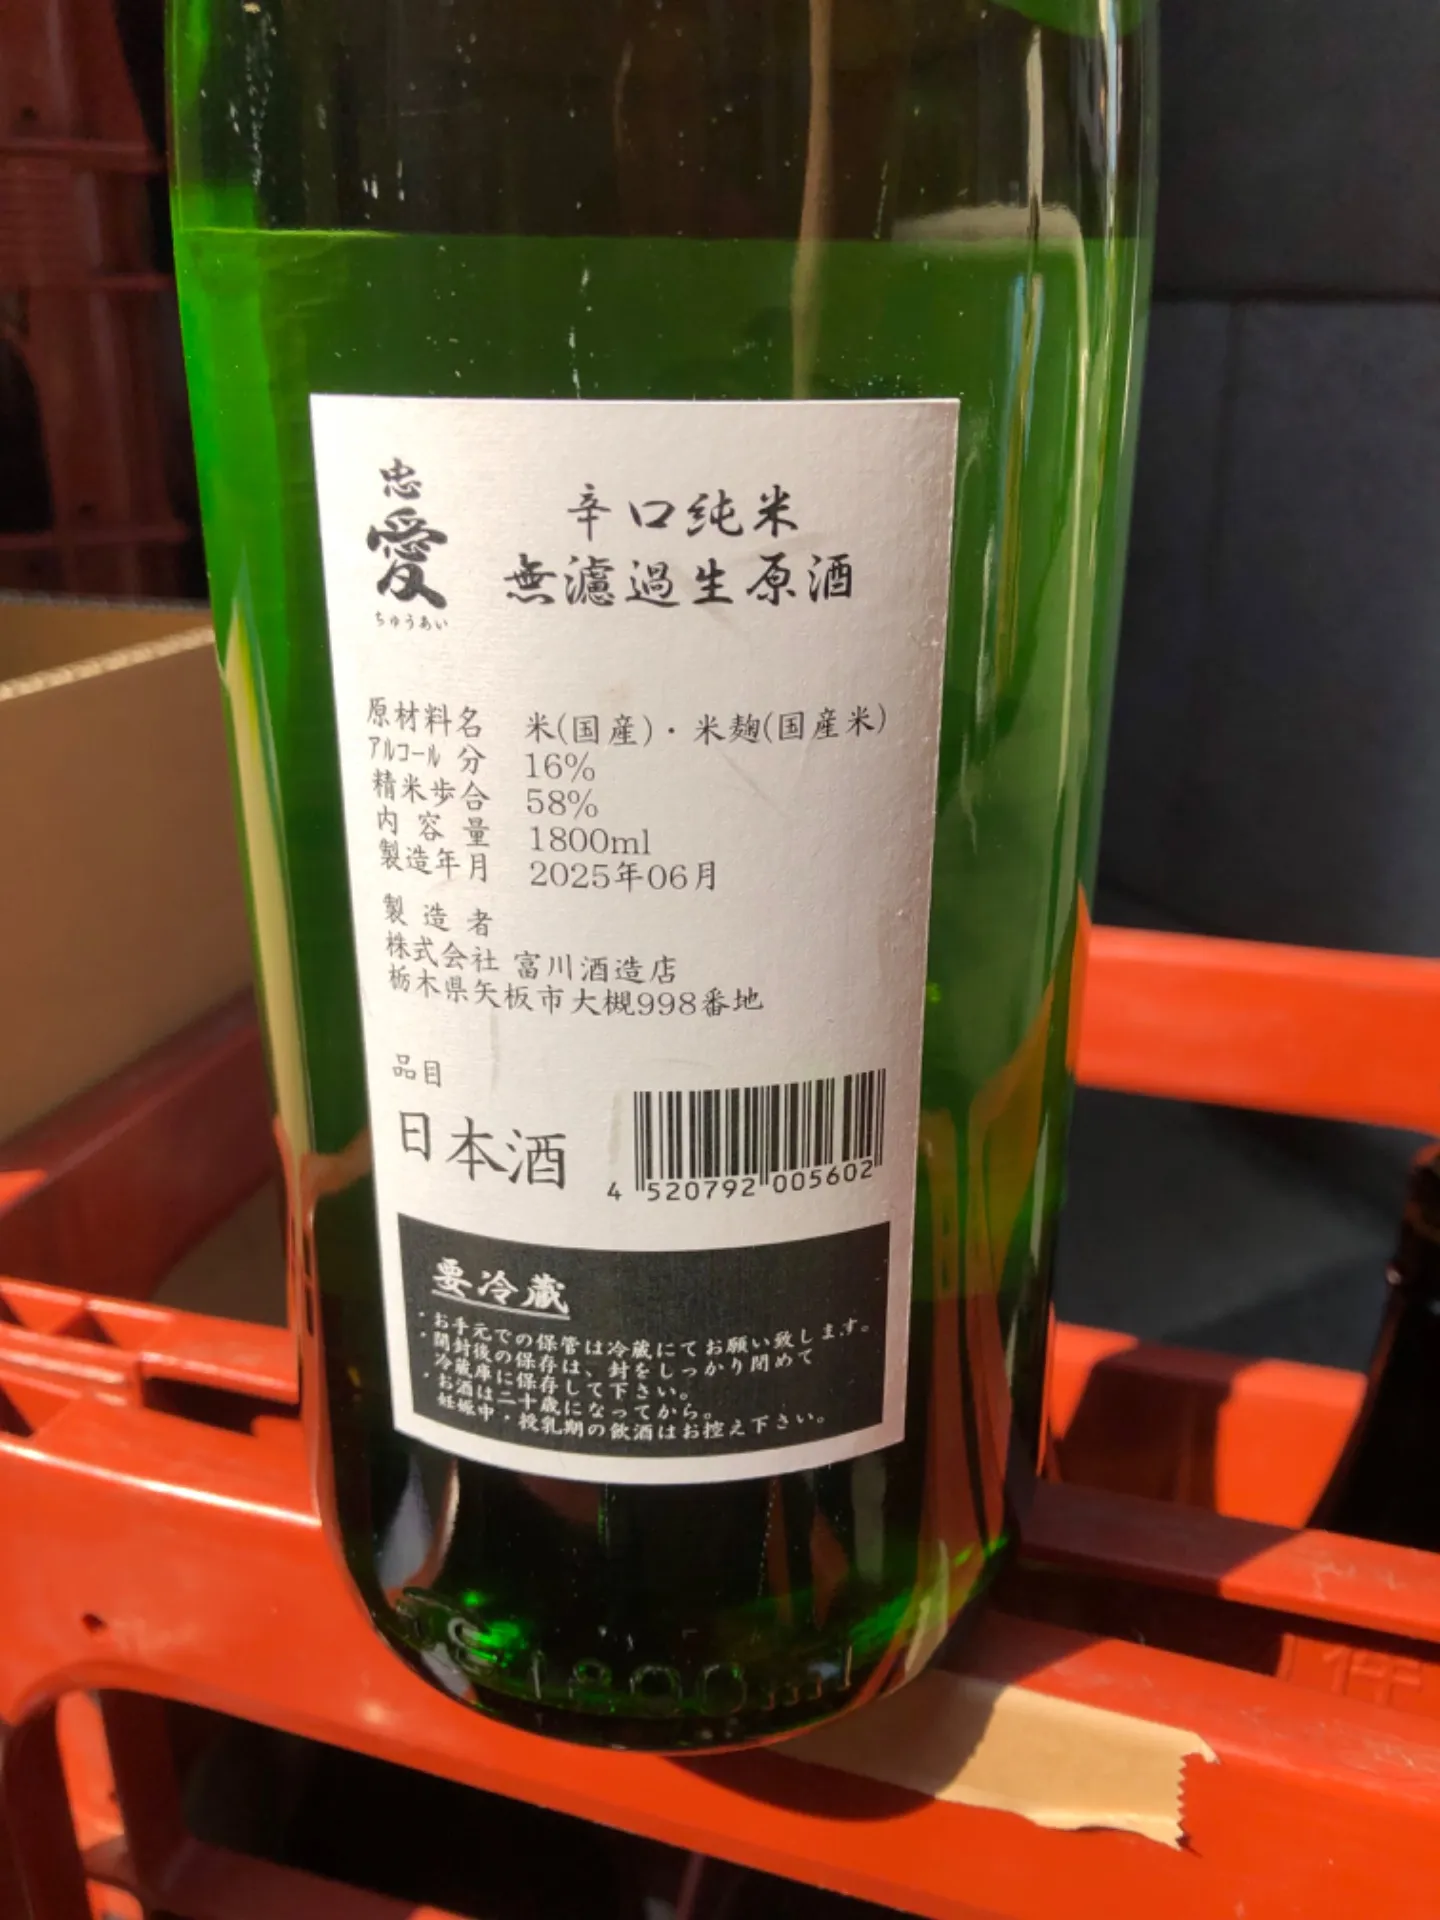 忠愛
ちゅうあい
辛口純米
無濾過生原酒
原材料名 米(国産)・米麹(国産米)
アルコール分 16%
精米歩合 58%
内容量 1800ml
製造年月 2025年06月
製造者
株式会社 富川酒造店
栃木県矢板市大槻998番地
品目
日本酒
4 520792 005602
要冷蔵
・お手元での保管は冷蔵にてお願い致します。
・開封後の保存は、封をしっかり閉めて
冷蔵庫に保存して下さい。
・お酒は二十歳になってから。
妊娠中・授乳期の飲酒はお控え下さい。
1800ml